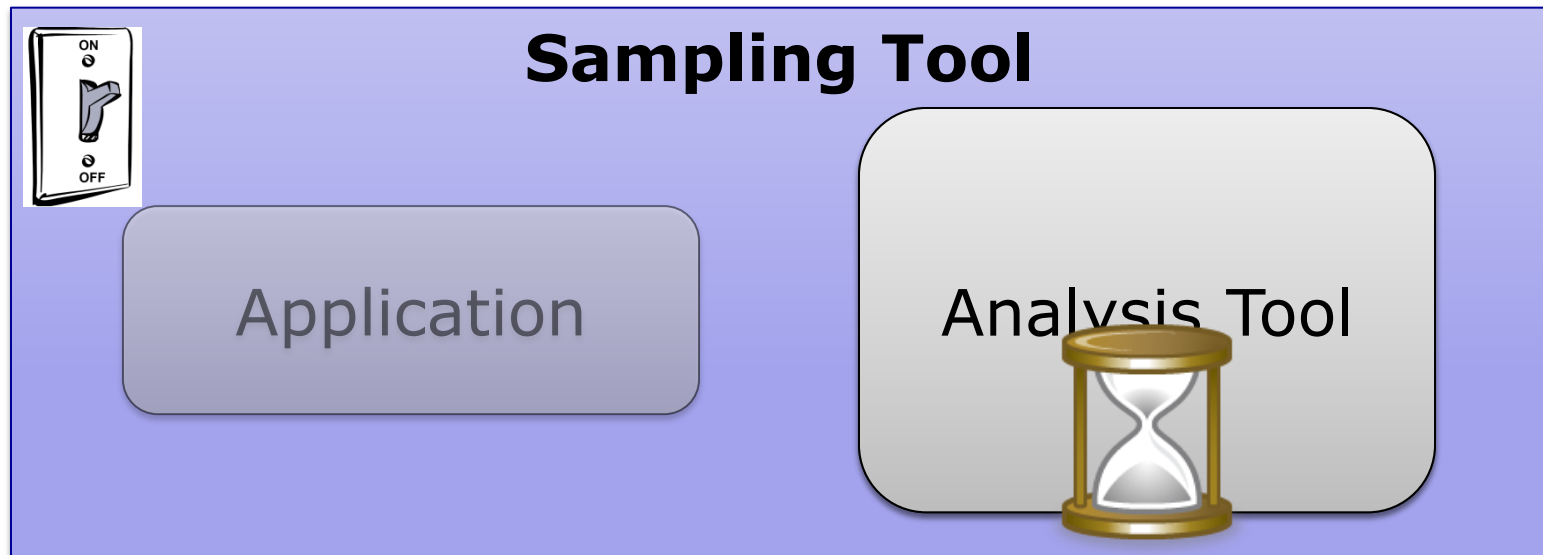 Sampling Tool
ON
OFF
Application
Analysis Tool